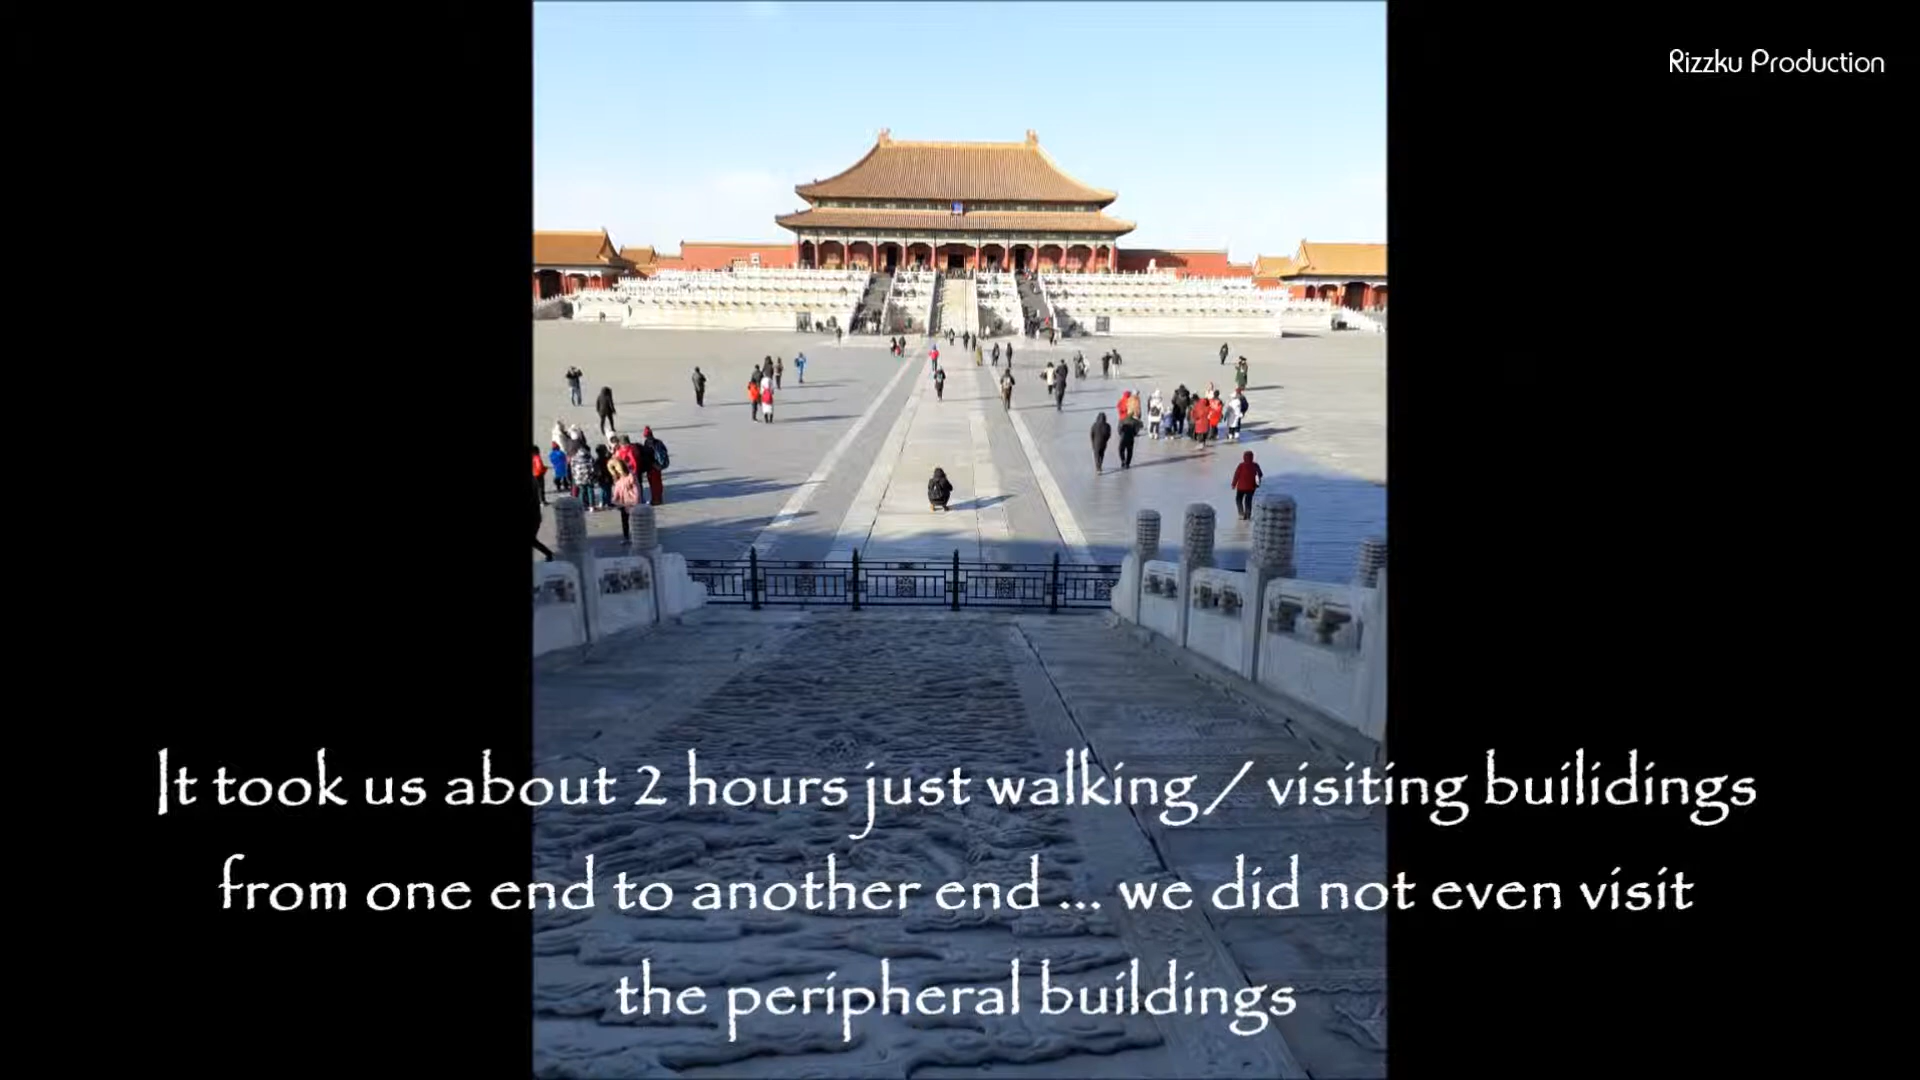 Rizzku Production
It took us about 2 hours just walking / visiting builidings
from one end to another end ... we did not even visit
the peripheral buildings